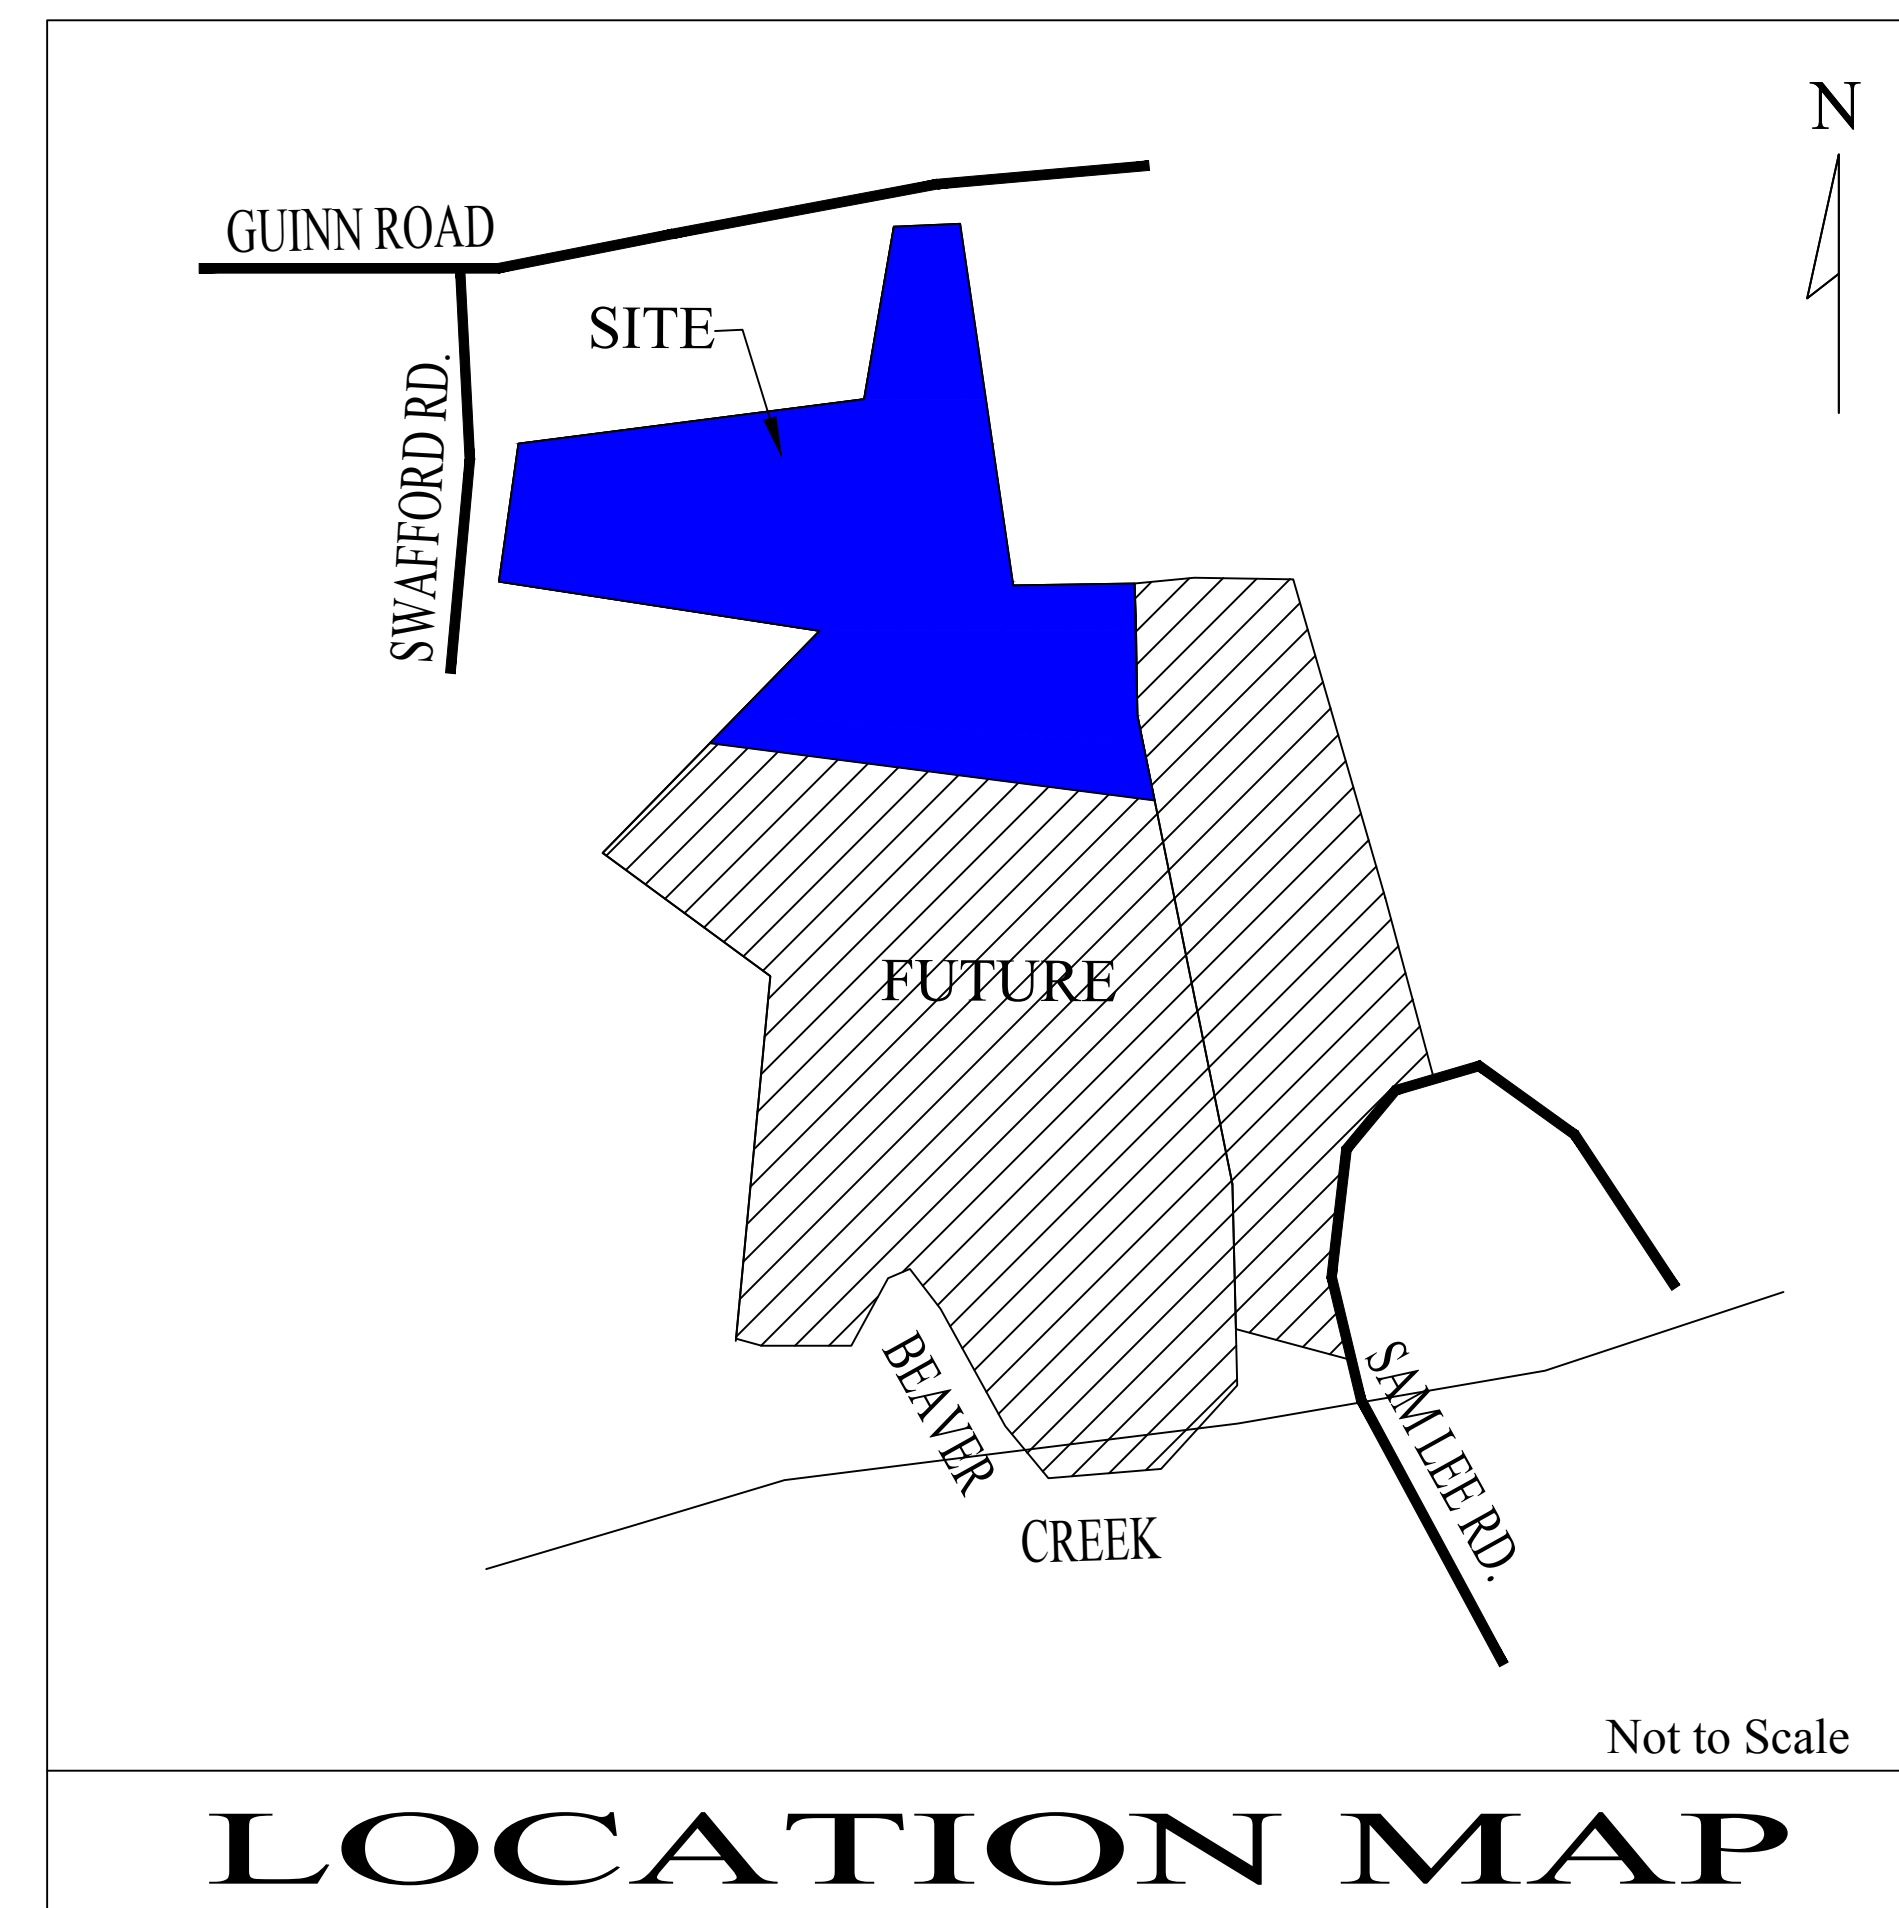 N
GUINN ROAD
SITE
SWAFFORD RD.
FUTURE
BEAVER
CREEK
SAM LEE RD.
Not to Scale
LOCATION MAP